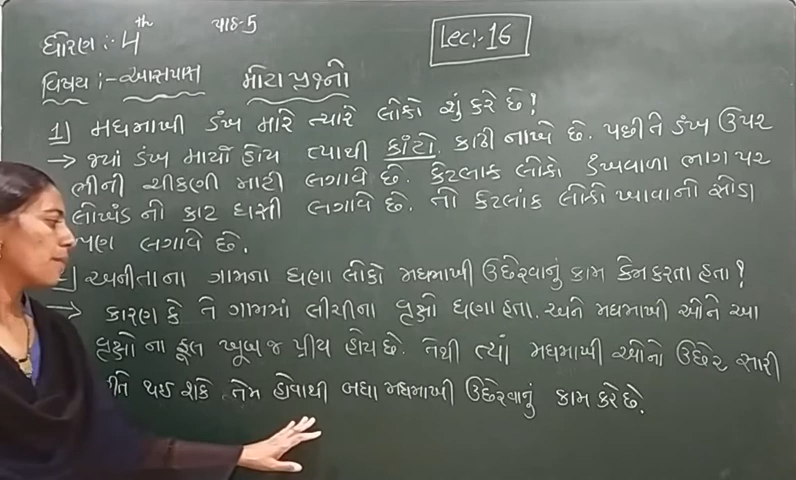 ધોરણ :- 4th પાઠ-5 Lec:-16
વિષય :- આસપાસ મોટા પ્રશ્નો
1) મધમાખી ડંખ મારે ત્યારે લોકો શું કરે છે?
→ જ્યાં ડંખ માર્યો હોય ત્યાથી કાંટો. કાઢી નાખે છે. પછી તે ડંખ ઉપર
ભીની ચીકણી માટી લગાવે છે. કેટલાક લોકો ડંખવાળા ભાગ પર
લોખંડ ની કાટ ઘસી લગાવે છે. તો કેટલાંક લોકો ખાવાની સોડા
પણ લગાવે છે.
અનીતા ના ગામના ઘણા લોકો મધમાખી ઉછેરવાનું કામ કેમ કરતા હતા?
→ કારણ કે તે ગામમાં લીચીના વૃક્ષો ઘણા હતા. અને મધમાખી ઓને આ
વૃક્ષો ના ફૂલ ખૂબ જ પ્રીય હોય છે. તેથી ત્યાં મધમાખી ઓનો ઉછેર સારી
રીતે થઈ શકે તેમ હોવાથી બધા મધમાખી ઉછેરવાનું કામ કરે છે.